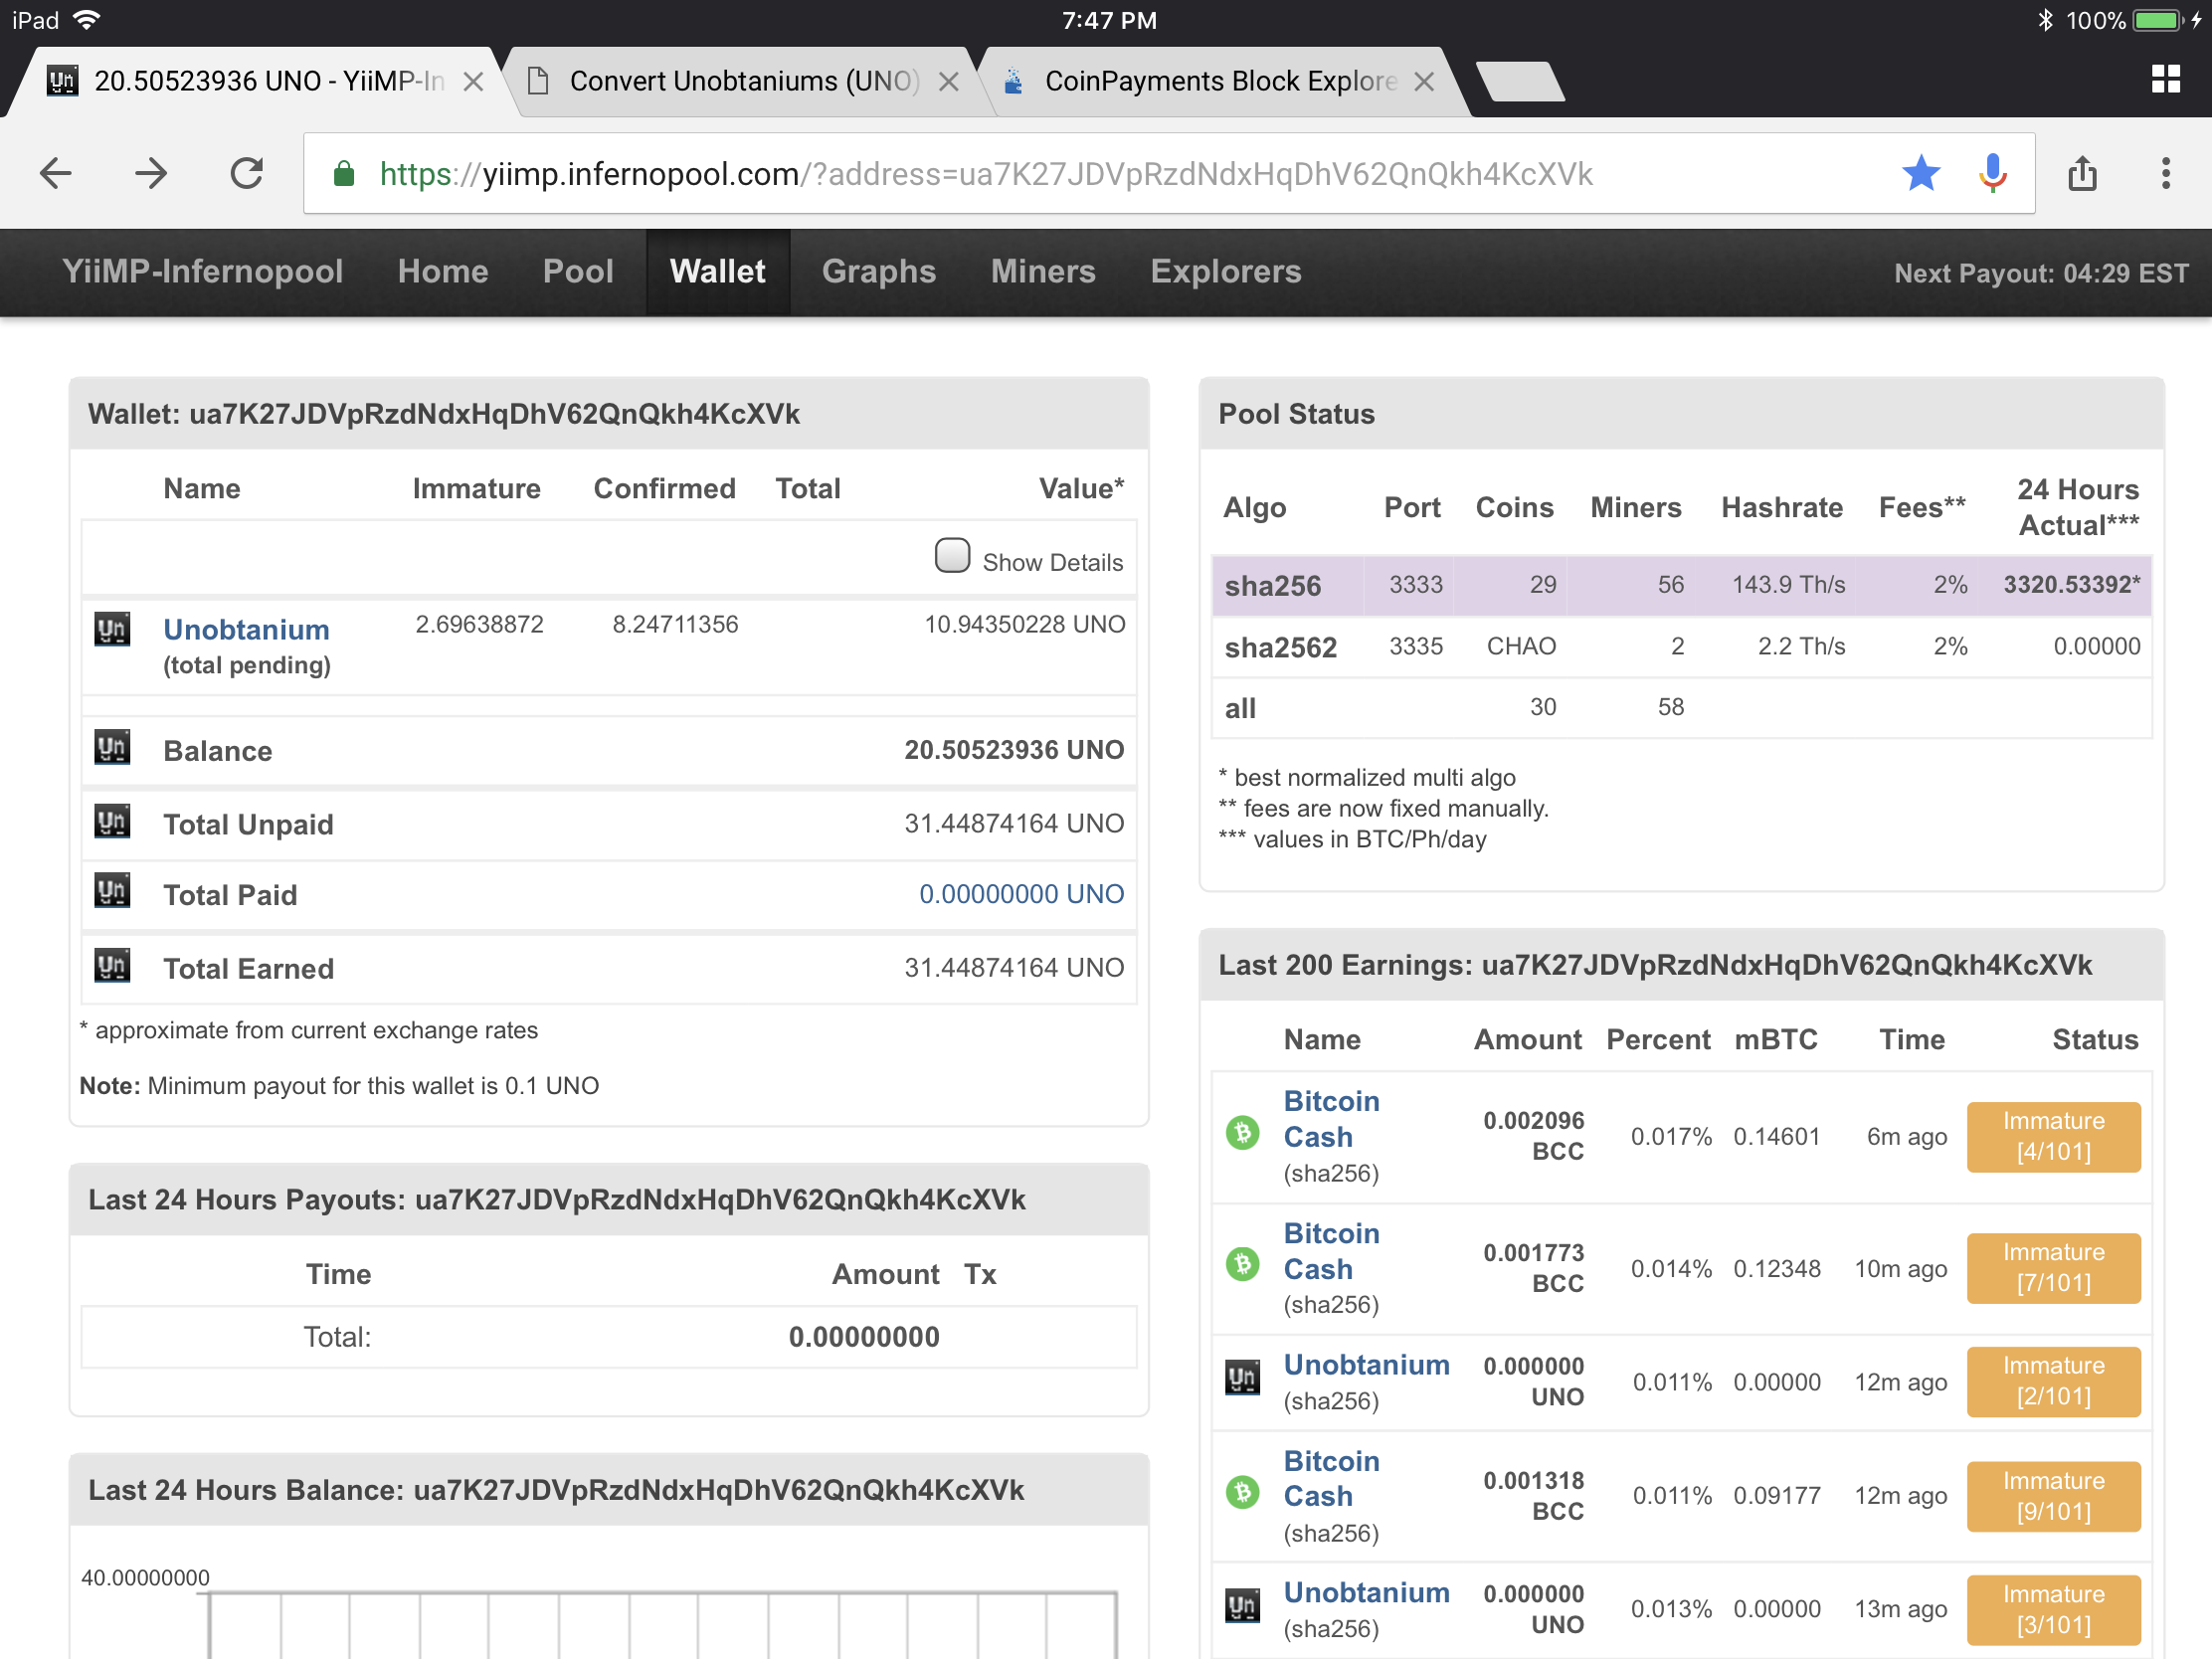 iPad 7:47 PM 100%
20.50523936 UNO - YiiMP-In Convert Unobtaniums (UNO) CoinPayments Block Explore
https://yiimp.infernopool.com/?address=ua7K27JDVpRzdNdxHqDhV62QnQkh4KcXVk
YiiMP-Infernopool Home Pool Wallet Graphs Miners Explorers Next Payout: 04:29 EST
Wallet: ua7K27JDVpRzdNdxHqDhV62QnQkh4KcXVk
Name Immature Confirmed Total Value*
Show Details
Unobtanium 2.69638872 8.24711356 10.94350228 UNO
(total pending)
Balance 20.50523936 UNO
Total Unpaid 31.44874164 UNO
Total Paid 0.00000000 UNO
Total Earned 31.44874164 UNO
* approximate from current exchange rates
Note: Minimum payout for this wallet is 0.1 UNO
Last 24 Hours Payouts: ua7K27JDVpRzdNdxHqDhV62QnQkh4KcXVk
Time Amount Tx
Total: 0.00000000
Last 24 Hours Balance: ua7K27JDVpRzdNdxHqDhV62QnQkh4KcXVk
40.00000000
Pool Status
Algo Port Coins Miners Hashrate Fees** 24 Hours
Actual***
sha256 3333 29 56 143.9 Th/s 2% 3320.53392*
sha2562 3335 CHAO 2 2.2 Th/s 2% 0.00000
all 30 58
* best normalized multi algo
** fees are now fixed manually.
*** values in BTC/Ph/day
Last 200 Earnings: ua7K27JDVpRzdNdxHqDhV62QnQkh4KcXVk
Name Amount Percent mBTC Time Status
Bitcoin
Cash
(sha256)
0.002096
BCC
0.017% 0.14601 6m ago
Immature
[4/101]
Bitcoin
Cash
(sha256)
0.001773
BCC
0.014% 0.12348 10m ago
Immature
[7/101]
Unobtanium
(sha256)
0.000000
UNO
0.011% 0.00000 12m ago
Immature
[2/101]
Bitcoin
Cash
(sha256)
0.001318
BCC
0.011% 0.09177 12m ago
Immature
[9/101]
Unobtanium
(sha256)
0.000000
UNO
0.013% 0.00000 13m ago
Immature
[3/101]